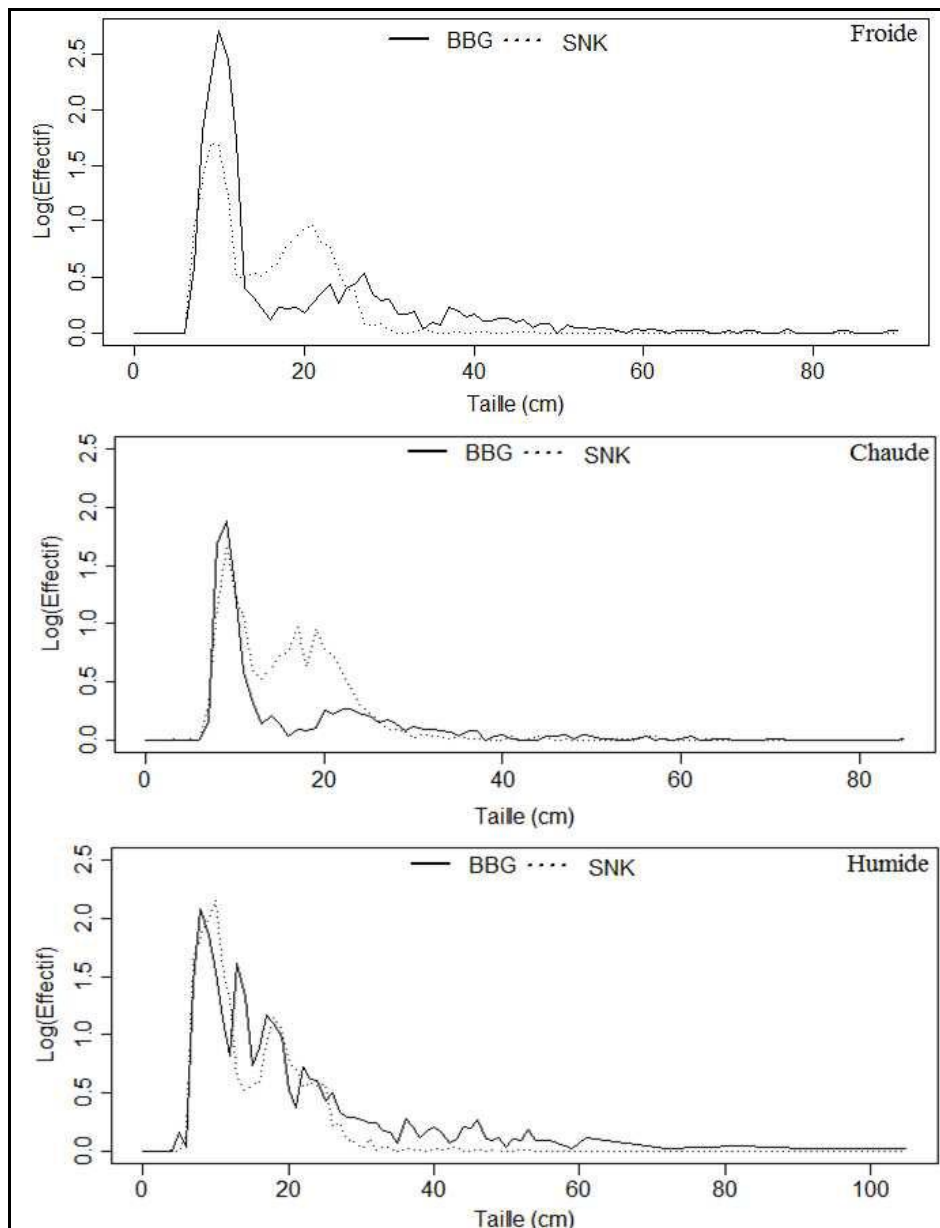 BBG SNK Froide
Log(Effectif)
2.5
2.0
1.5
1.0
0.5
0.0
0 20 40 60 80
Taille (cm)
BBG SNK Chaude
Log(Effectif)
2.5
2.0
1.5
1.0
0.5
0.0
0 20 40 60 80
Taille (cm)
BBG SNK Humide
Log(Effectif)
2.5
2.0
1.5
1.0
0.5
0.0
0 20 40 60 80 100
Taille (cm)